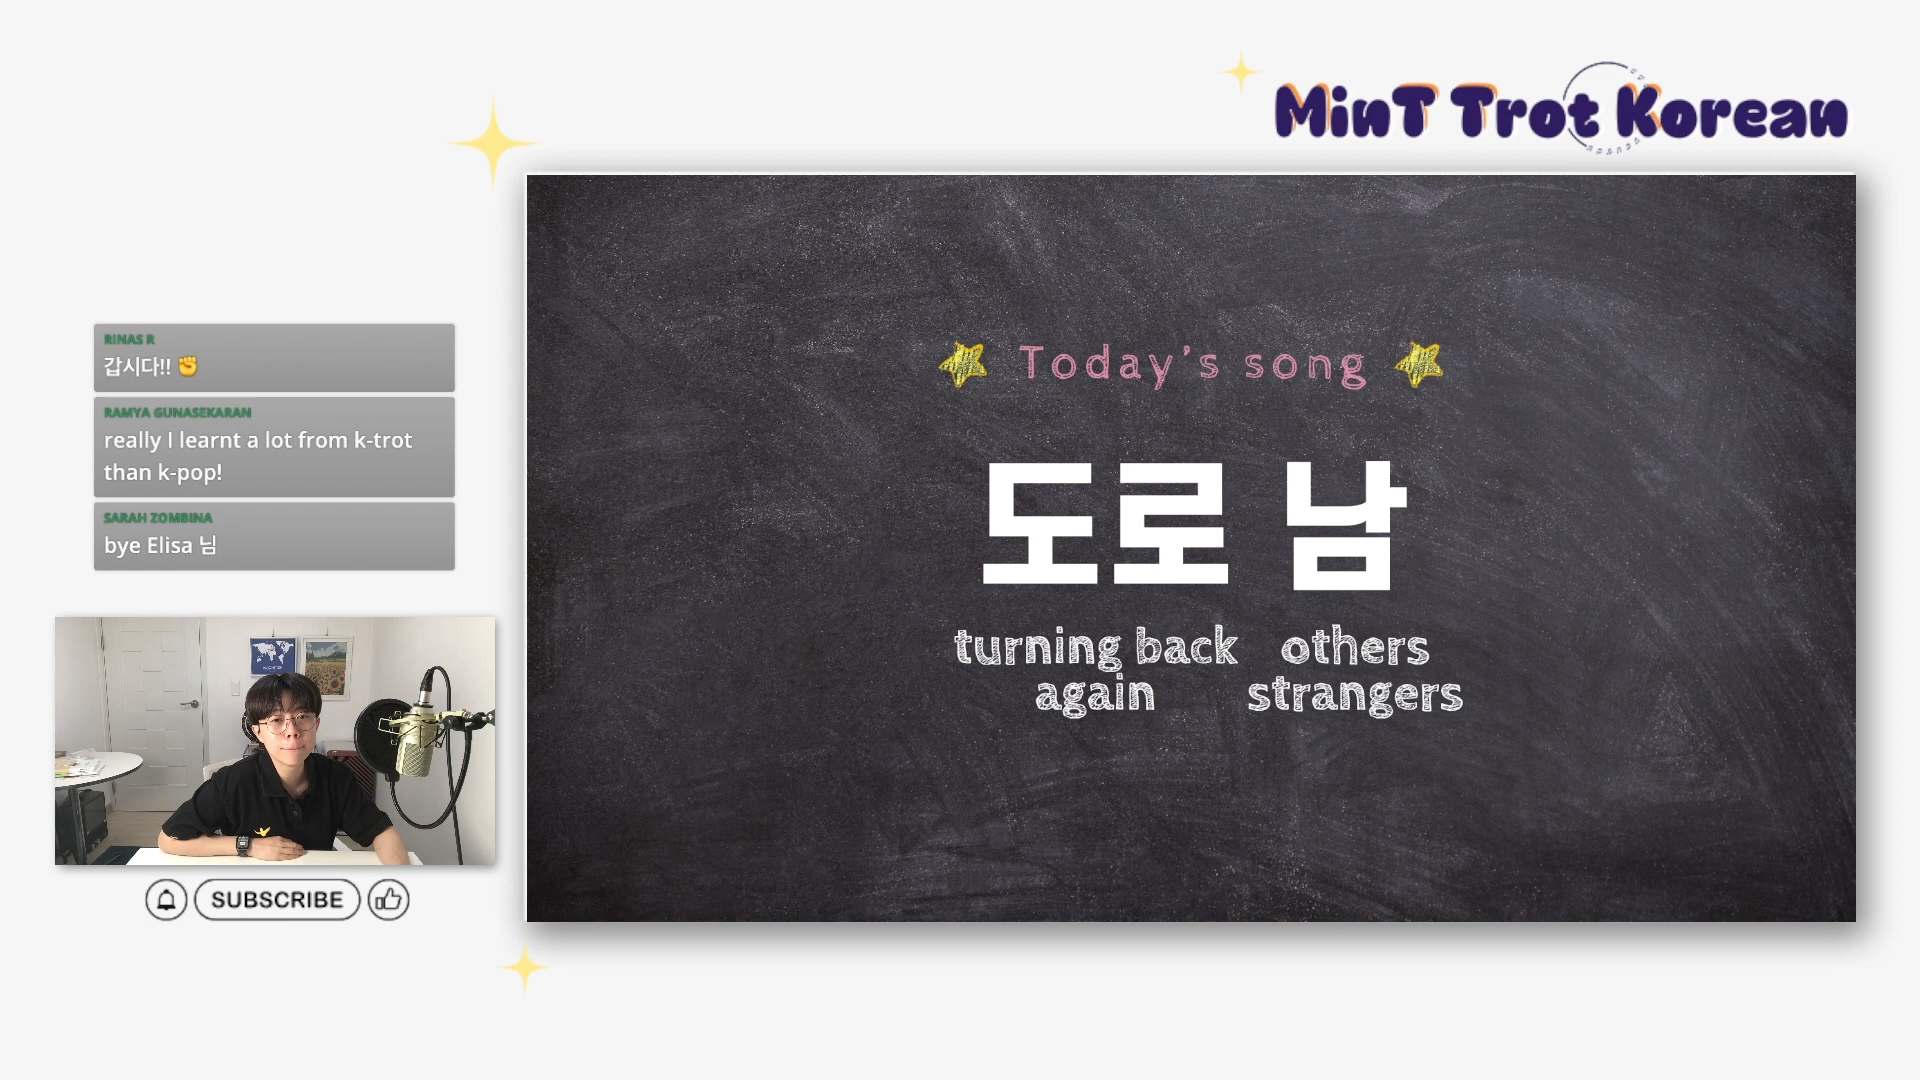 MinT Trot Korean
RINAS R
갑시다!! ✊
RAMYA GUNASEKARAN
really I learnt a lot from k-trot
than k-pop!
SARAH ZOMBINA
bye Elisa 님
SUBSCRIBE
Today's song
도로 남
turning back others
again strangers